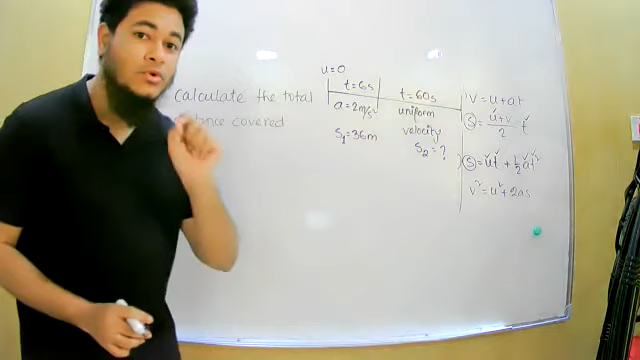 calculate the total
covered
u=0
t=6s
t=60s
a=2m/s²
uniform
velocity
S₁=36m
S₂=?
v=u+at
S=u+v/2 t
S=ut+½at²
v²=u²+2as